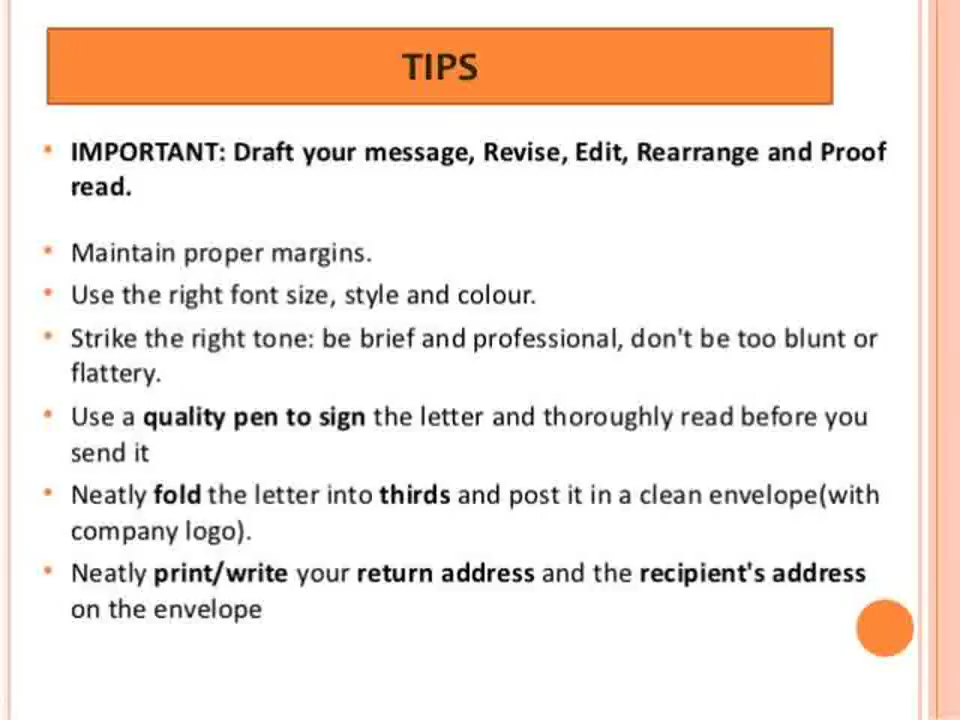 TIPS
• IMPORTANT: Draft your message, Revise, Edit, Rearrange and Proof
read.
• Maintain proper margins.
• Use the right font size, style and colour.
• Strike the right tone: be brief and professional, don't be too blunt or
flattery.
• Use a quality pen to sign the letter and thoroughly read before you
send it
• Neatly fold the letter into thirds and post it in a clean envelope(with
company logo).
• Neatly print/write your return address and the recipient's address
on the envelope